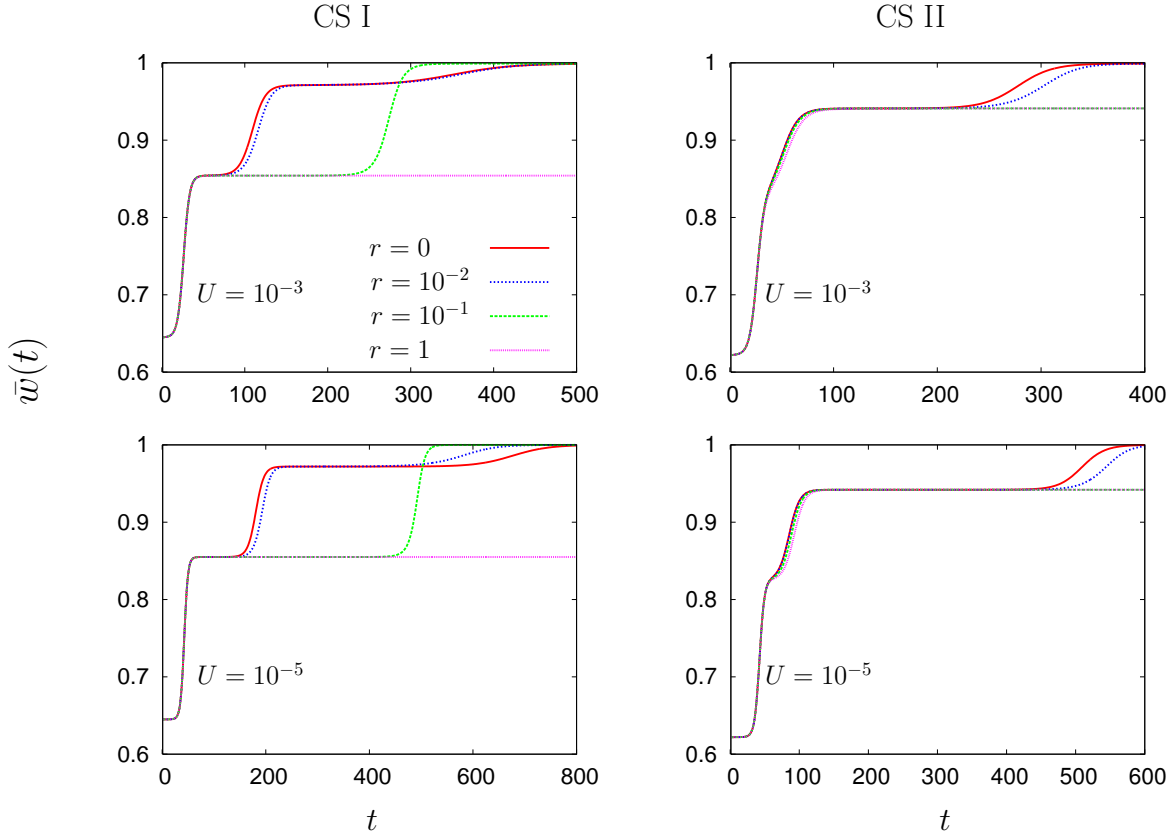 CS I
CS II
w̄(t)
1
0.9
0.8
0.7
0.6
0 100 200 300 400 500
r = 0
r = 10⁻²
r = 10⁻¹
r = 1
U = 10⁻³
1
0.9
0.8
0.7
0.6
0 100 200 300 400
U = 10⁻³
1
0.9
0.8
0.7
0.6
0 200 400 600 800
U = 10⁻⁵
t
1
0.9
0.8
0.7
0.6
0 100 200 300 400 500 600
U = 10⁻⁵
t